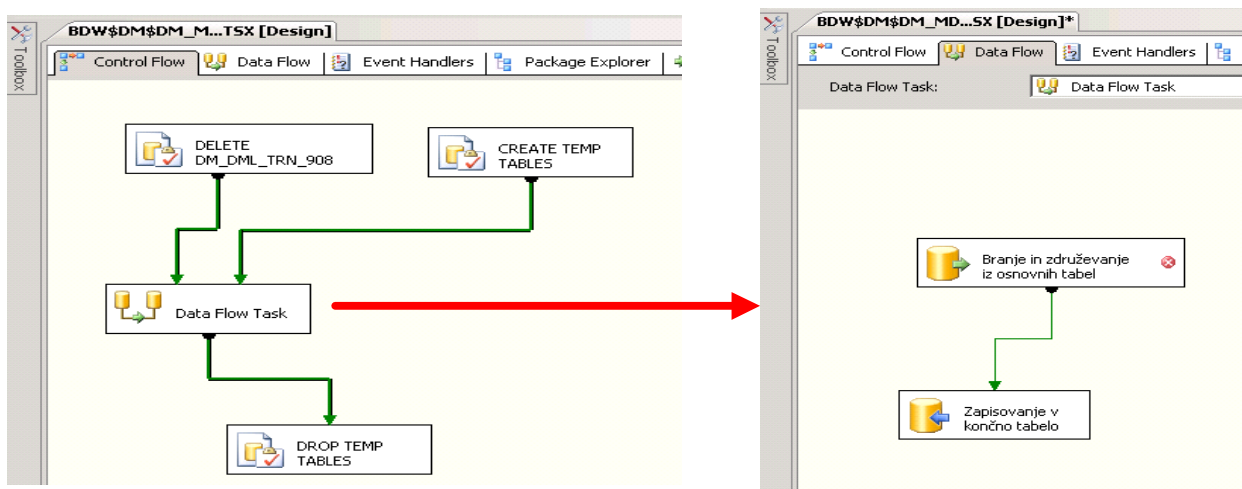 BDW$DM$DM_M...TSX [Design]
Toolbox
Control Flow
Data Flow
Event Handlers
Package Explorer
DELETE
DM_DML_TRN_908
CREATE TEMP
TABLES
Data Flow Task
DROP TEMP
TABLES
BDW$DM$DM_MD...SX [Design]*
Toolbox
Control Flow
Data Flow
Event Handlers
Data Flow Task:
Data Flow Task
Branje in združevanje
iz osnovnih tabel
Zapisovanje v
končno tabelo